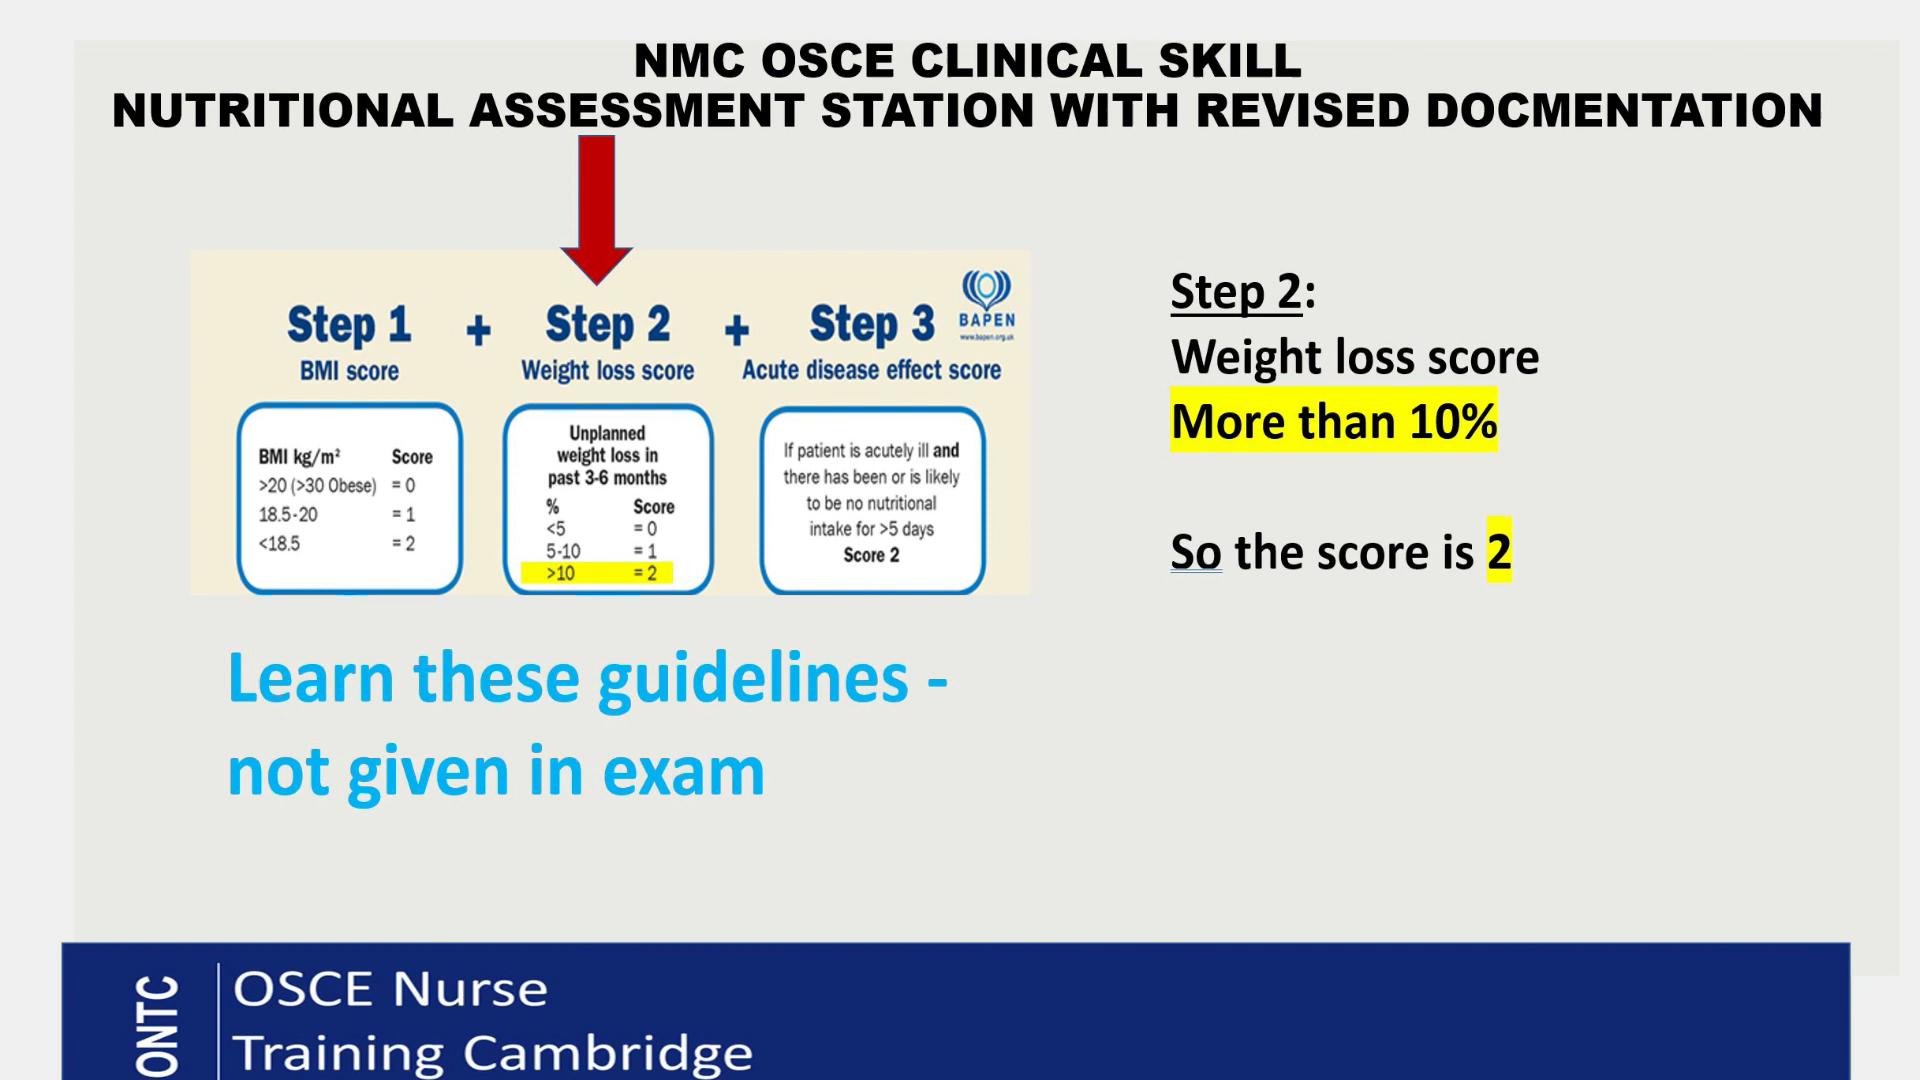 NMC OSCE CLINICAL SKILL
NUTRITIONAL ASSESSMENT STATION WITH REVISED DOCMENTATION
Step 1 + Step 2 + Step 3
BMI score
Weight loss score
Acute disease effect score
BAPEN
www.bapen.org.uk
BMI kg/m² Score
>20 (>30 Obese) = 0
18.5-20 = 1
<18.5 = 2
Unplanned
weight loss in
past 3-6 months
% Score
<5 = 0
5-10 = 1
>10 = 2
If patient is acutely ill and
there has been or is likely
to be no nutritional
intake for >5 days
Score 2
Step 2:
Weight loss score
More than 10%
So the score is 2
Learn these guidelines -
not given in exam
ONTC
OSCE Nurse
Training Cambridge